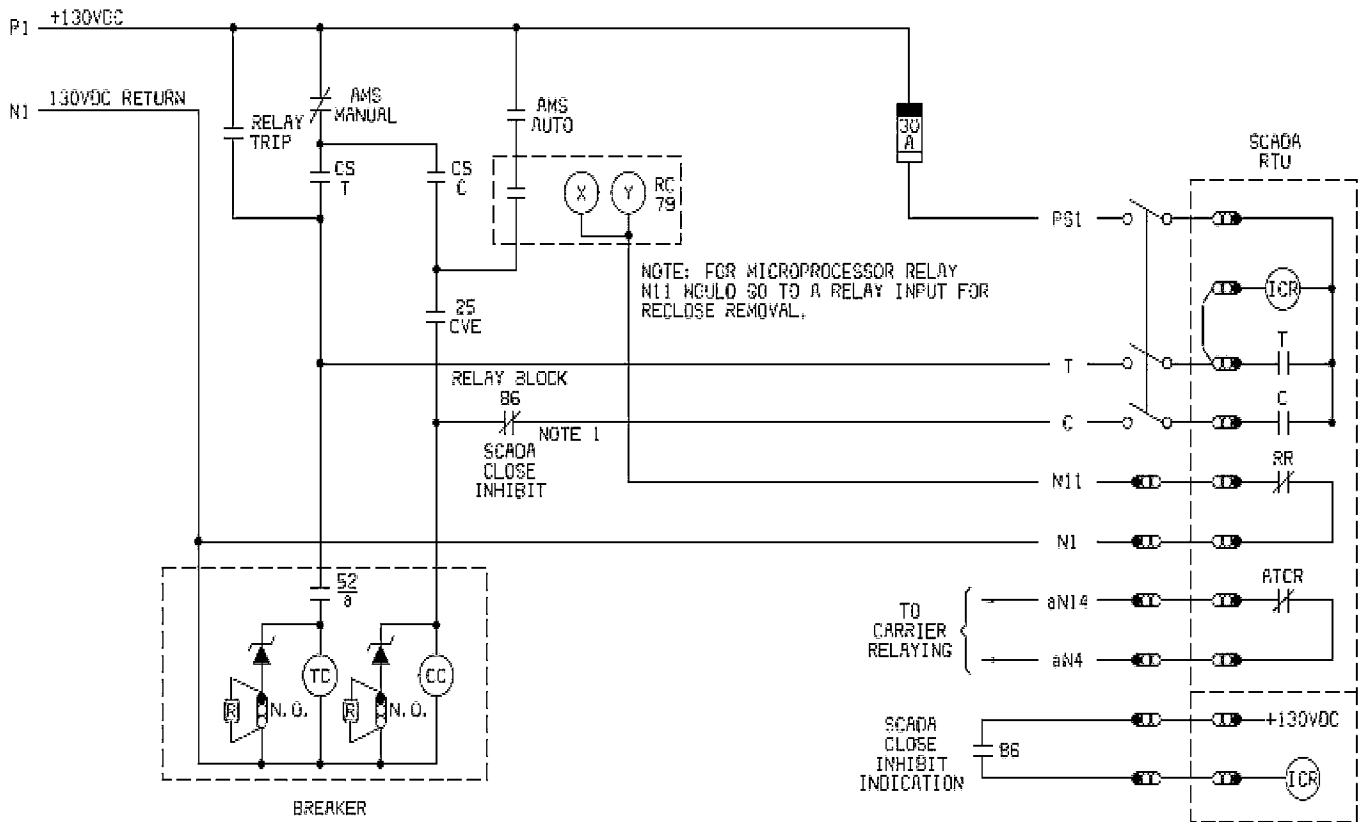 P1 +130VDC
N1 130VDC RETURN
RELAY
TRIP
AMS
MANUAL
CS
T
CS
C
AMS
AUTO
X
Y
RC
79
30
A
SCADA
RTU
PS1
NOTE: FOR MICROPROCESSOR RELAY
N11 WOULD GO TO A RELAY INPUT FOR
RECLOSE REMOVAL.
ICR
25
CVE
T
T
RELAY BLOCK
86
NOTE 1
SCADA
CLOSE
INHIBIT
C
C
N11
RR
N1
52
a
TC
CC
R
N.O.
R
N.O.
BREAKER
TO
CARRIER
RELAYING
aN14
ATCR
aN4
SCADA
CLOSE
INHIBIT
INDICATION
86
+130VDC
ICR